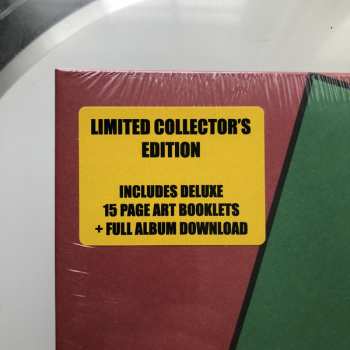 LIMITED COLLECTOR'S
EDITION
INCLUDES DELUXE
15 PAGE ART BOOKLETS
+ FULL ALBUM DOWNLOAD